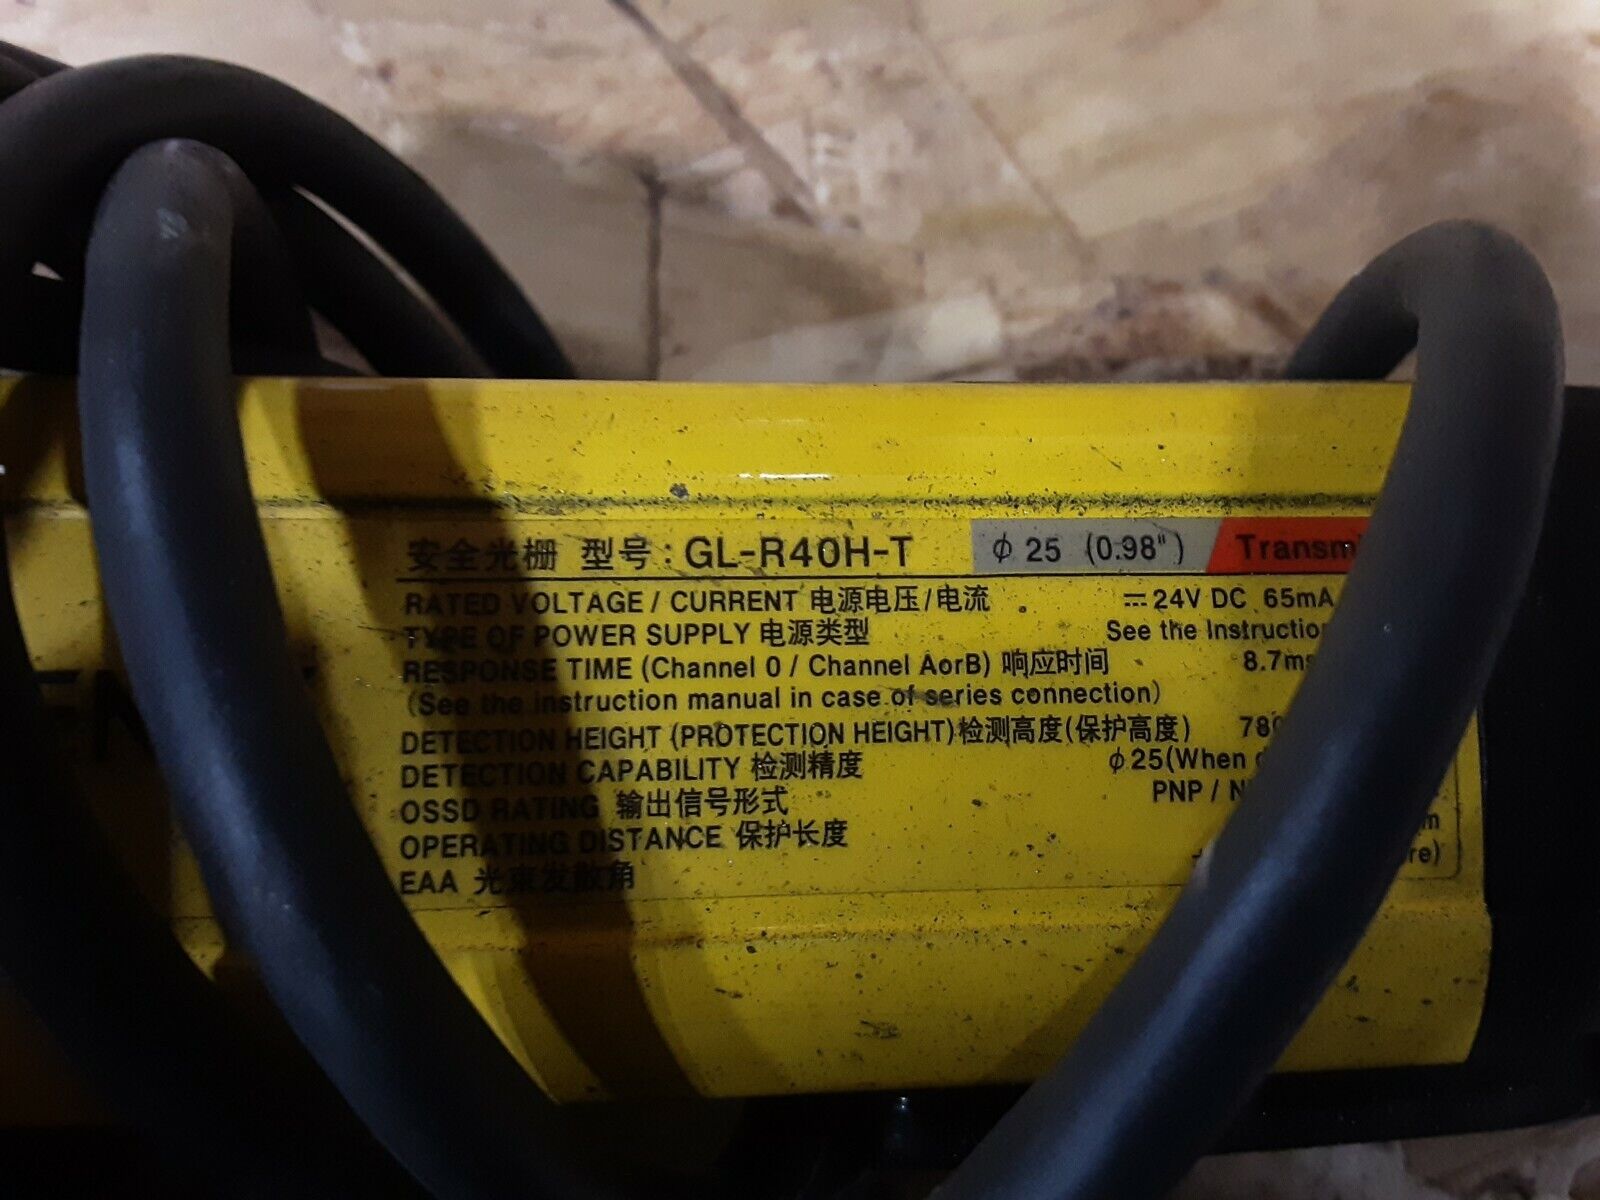 安全光栅 型号: GL-R40H-T ϕ 25 (0.98")
RATED VOLTAGE / CURRENT 电源电压/电流 ⎓ 24V DC 65mA
TYPE OF POWER SUPPLY 电源类型 See the
RESPONSE TIME (Channel 0 / Channel AorB) 响应时间 8.7ms
(See the instruction manual in case of series connection)
DETECTION HEIGHT (PROTECTION HEIGHT)检测高度(保护高度)
DETECTION CAPABILITY 检测精度 ϕ25(When
OSSD RATING 输出信号形式 PNP /
OPERATING DISTANCE 保护长度
EAA 光束发散角